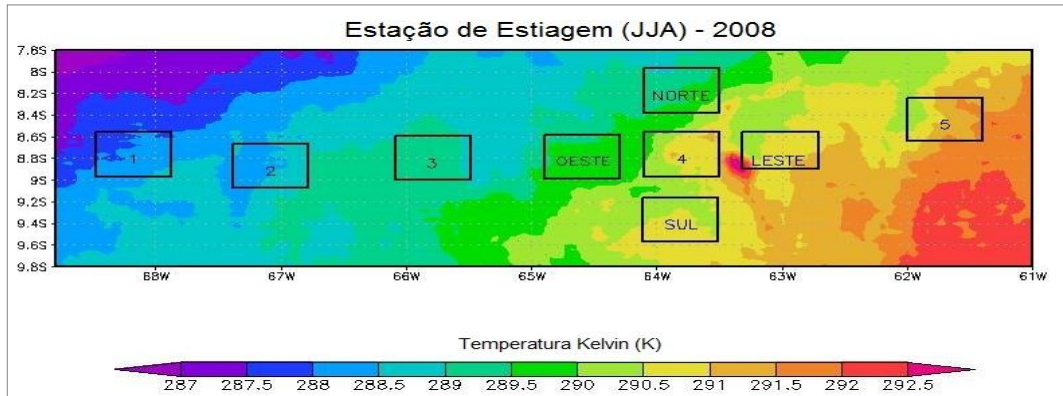 Estação de Estiagem (JJA) - 2008
7.8S
8S
8.2S
8.4S
8.6S
8.8S
9S
9.2S
9.4S
9.6S
9.8S
NORTE
5
1
2
3
OESTE
4
LESTE
SUL
68W
67W
66W
65W
64W
63W
62W
61W
Temperatura Kelvin (K)
287
287.5
288
288.5
289
289.5
290
290.5
291
291.5
292
292.5